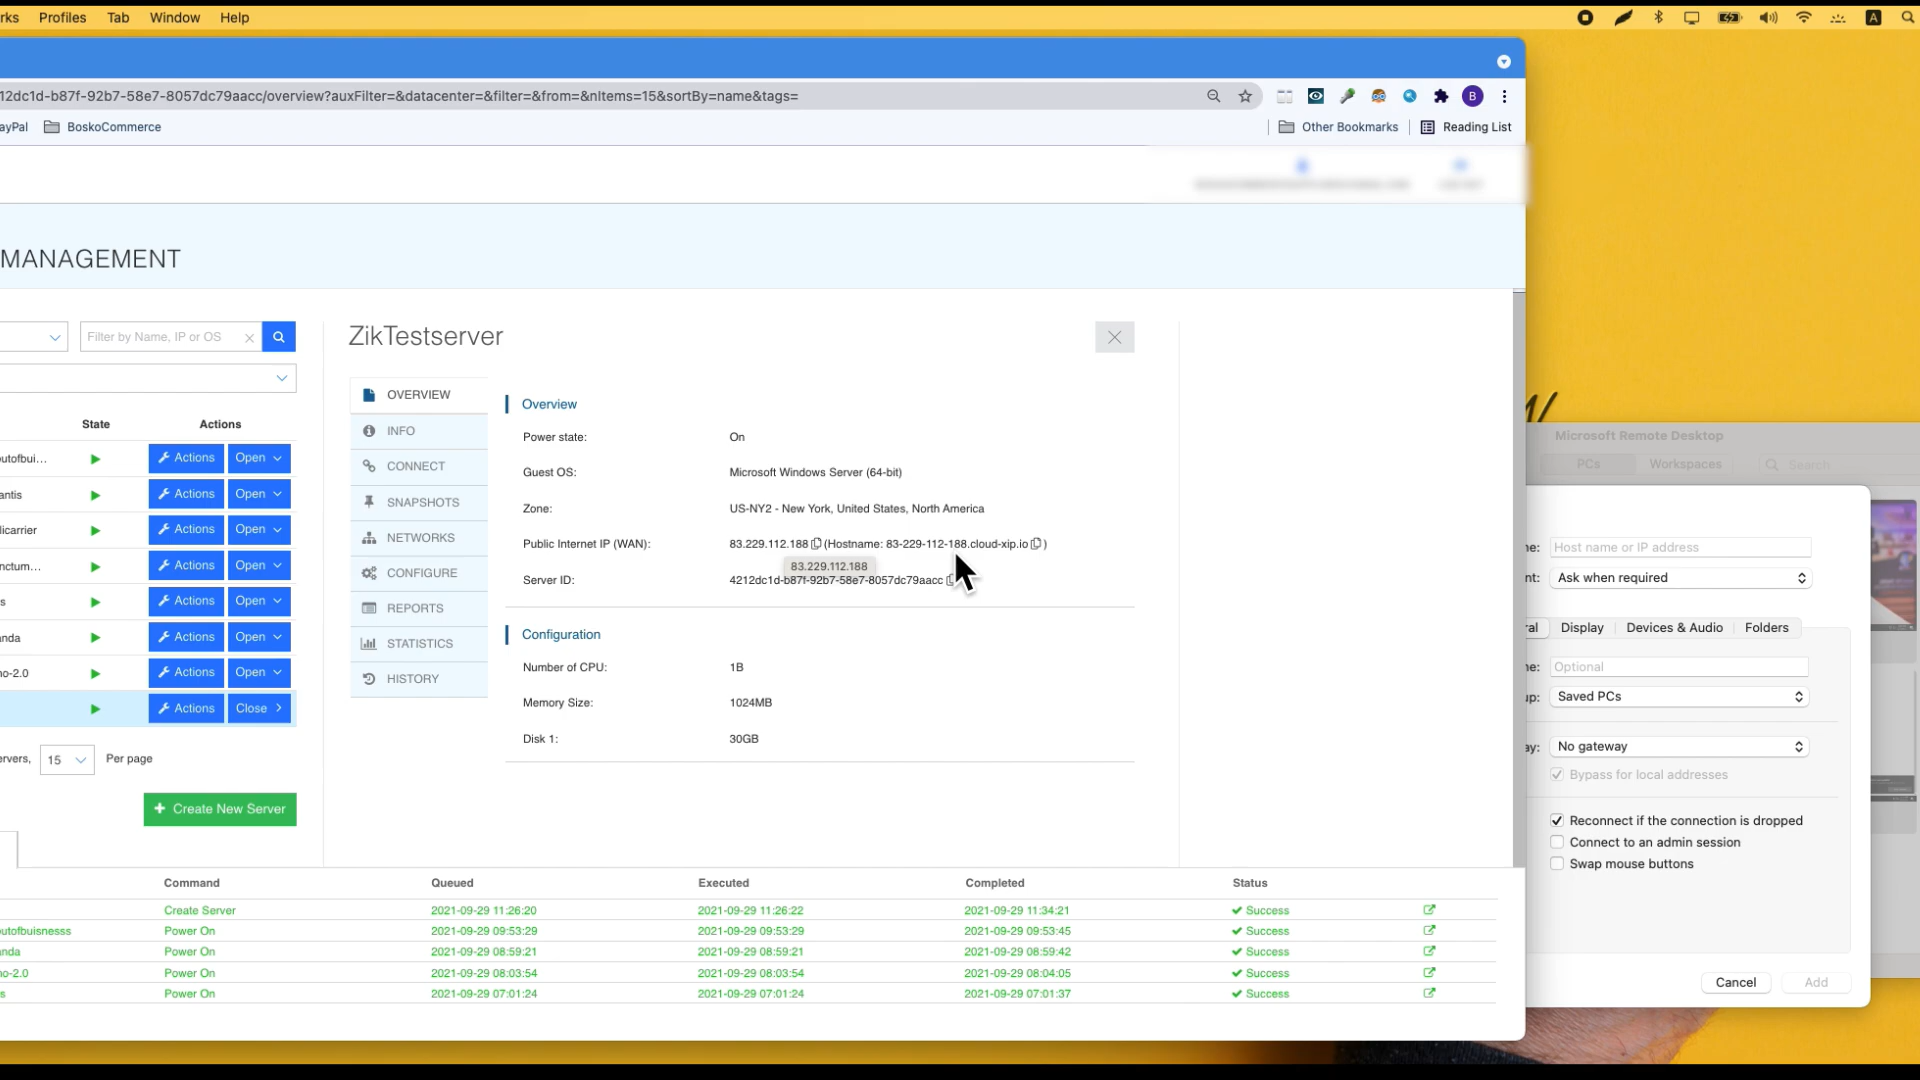 rks Profiles Tab Window Help A
12dc1d-b87f-92b7-58e7-8057dc79aacc/overview?auxFilter=&datacenter=&filter=&from=&nItems=15&sortBy=name&tags= B
ayPal BoskoCommerce Other Bookmarks Reading List
MANAGEMENT
Filter by Name, IP or OS
State Actions
utofbui... Actions Open
antis Actions Open
licarrier Actions Open
nctum... Actions Open
s Actions Open
anda Actions Open
no-2.0 Actions Open
Actions Close
ervers, 15 Per page
+ Create New Server
ZikTestserver
OVERVIEW
INFO
CONNECT
SNAPSHOTS
NETWORKS
CONFIGURE
REPORTS
STATISTICS
HISTORY
Overview
Power state: On
Guest OS: Microsoft Windows Server (64-bit)
Zone: US-NY2 - New York, United States, North America
Public Internet IP (WAN): 83.229.112.188 (Hostname: 83-229-112-188.cloud-xip.io )
83.229.112.188
Server ID: 4212dc1d-b87f-92b7-58e7-8057dc79aacc
Configuration
Number of CPU: 1B
Memory Size: 1024MB
Disk 1: 30GB
Command Queued Executed Completed Status
Create Server 2021-09-29 11:26:20 2021-09-29 11:26:22 2021-09-29 11:34:21 Success
utofbuisnesss Power On 2021-09-29 09:53:29 2021-09-29 09:53:45 2021-09-29 09:53:45 Success
anda Power On 2021-09-29 08:59:21 2021-09-29 08:59:21 2021-09-29 08:59:42 Success
no-2.0 Power On 2021-09-29 08:03:54 2021-09-29 08:03:54 2021-09-29 08:04:05 Success
s Power On 2021-09-29 07:01:24 2021-09-29 07:01:24 2021-09-29 07:01:37 Success
Microsoft Remote Desktop
PCs Workspaces Search
ne: Host name or IP address
nt: Ask when required
ral Display Devices & Audio Folders
ne: Optional
up: Saved PCs
ay: No gateway
Bypass for local addresses
Reconnect if the connection is dropped
Connect to an admin session
Swap mouse buttons
Cancel Add